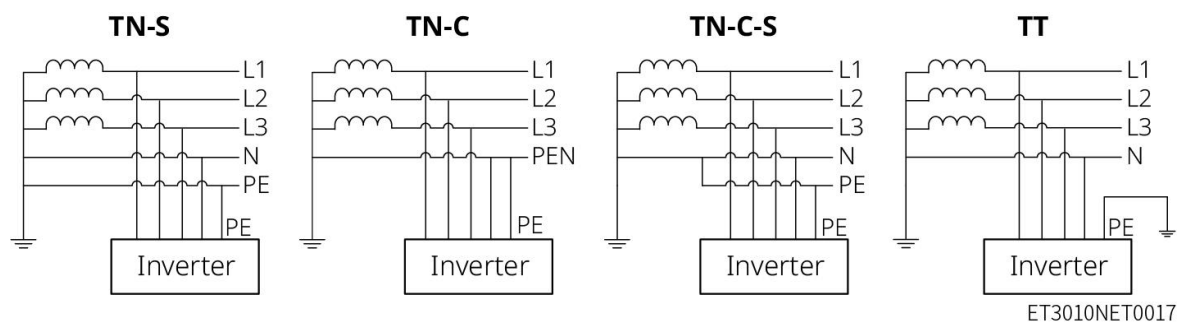 TN-S
TN-C
TN-C-S
TT
L1
L2
L3
N
PE
PE
Inverter
L1
L2
L3
PEN
PE
Inverter
L1
L2
L3
N
PE
PE
Inverter
L1
L2
L3
N
PE
Inverter
ET3010NET0017